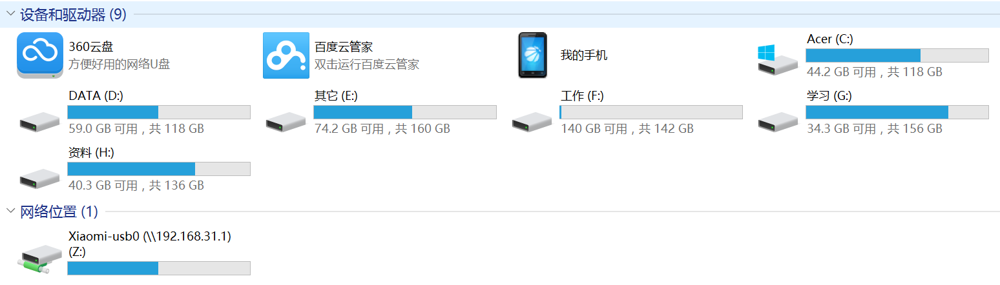 设备和驱动器 (9)
360云盘
方便好用的网络U盘
百度云管家
双击运行百度云管家
我的手机
Acer (C:)
44.2 GB 可用，共 118 GB
DATA (D:)
59.0 GB 可用，共 118 GB
其它 (E:)
74.2 GB 可用，共 160 GB
工作 (F:)
140 GB 可用，共 142 GB
学习 (G:)
34.3 GB 可用，共 156 GB
资料 (H:)
40.3 GB 可用，共 136 GB
网络位置 (1)
Xiaomi-usb0 (\\192.168.31.1)
(Z:)